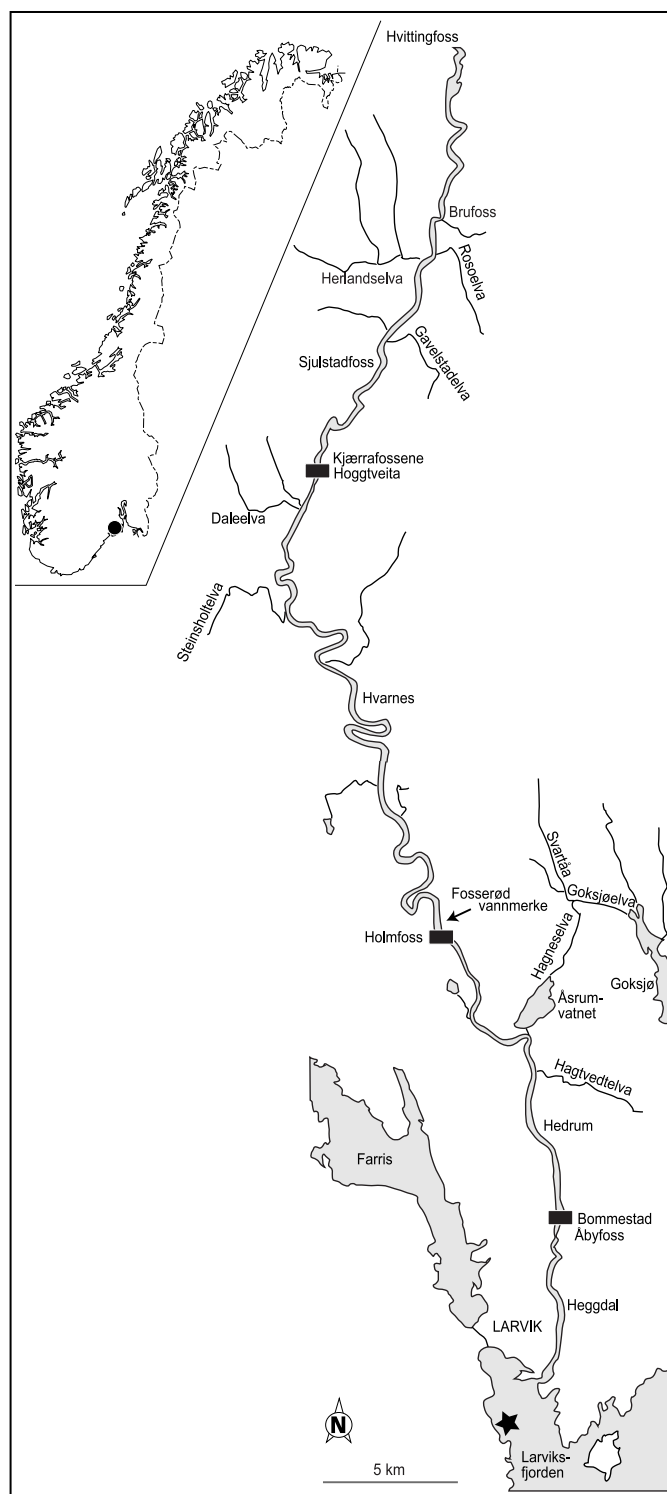 Hvittingfoss
Brufoss
Rosoelva
Herlandselva
Gavelstadelva
Sjulstadfoss
Kjærrafossene
Hoggtveita
Daleelva
Steinsholtelva
Hvarnes
Svartåa
Fosserød
vannmerke
Goksjøelva
Holmfoss
Hagneselva
Goksjø
Åsrum-
vatnet
Hagtvedtelva
Hedrum
Farris
Bommestad
Åbyfoss
Heggdal
LARVIK
N
5 km
Larviks-
fjorden